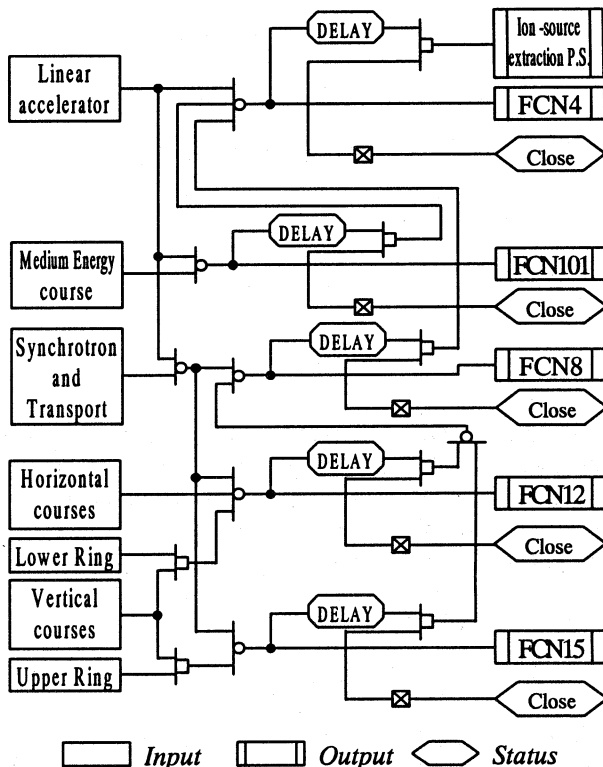 DELAY
Ion -source
extraction P.S.
Linear
accelerator
FCN4
Close
DELAY
Medium Energy
course
FCN101
Close
Synchrotron
and
Transport
DELAY
FCN8
Close
Horizontal
courses
DELAY
FCN12
Close
Lower Ring
Vertical
courses
DELAY
Upper Ring
FCN15
Close
Input Output Status